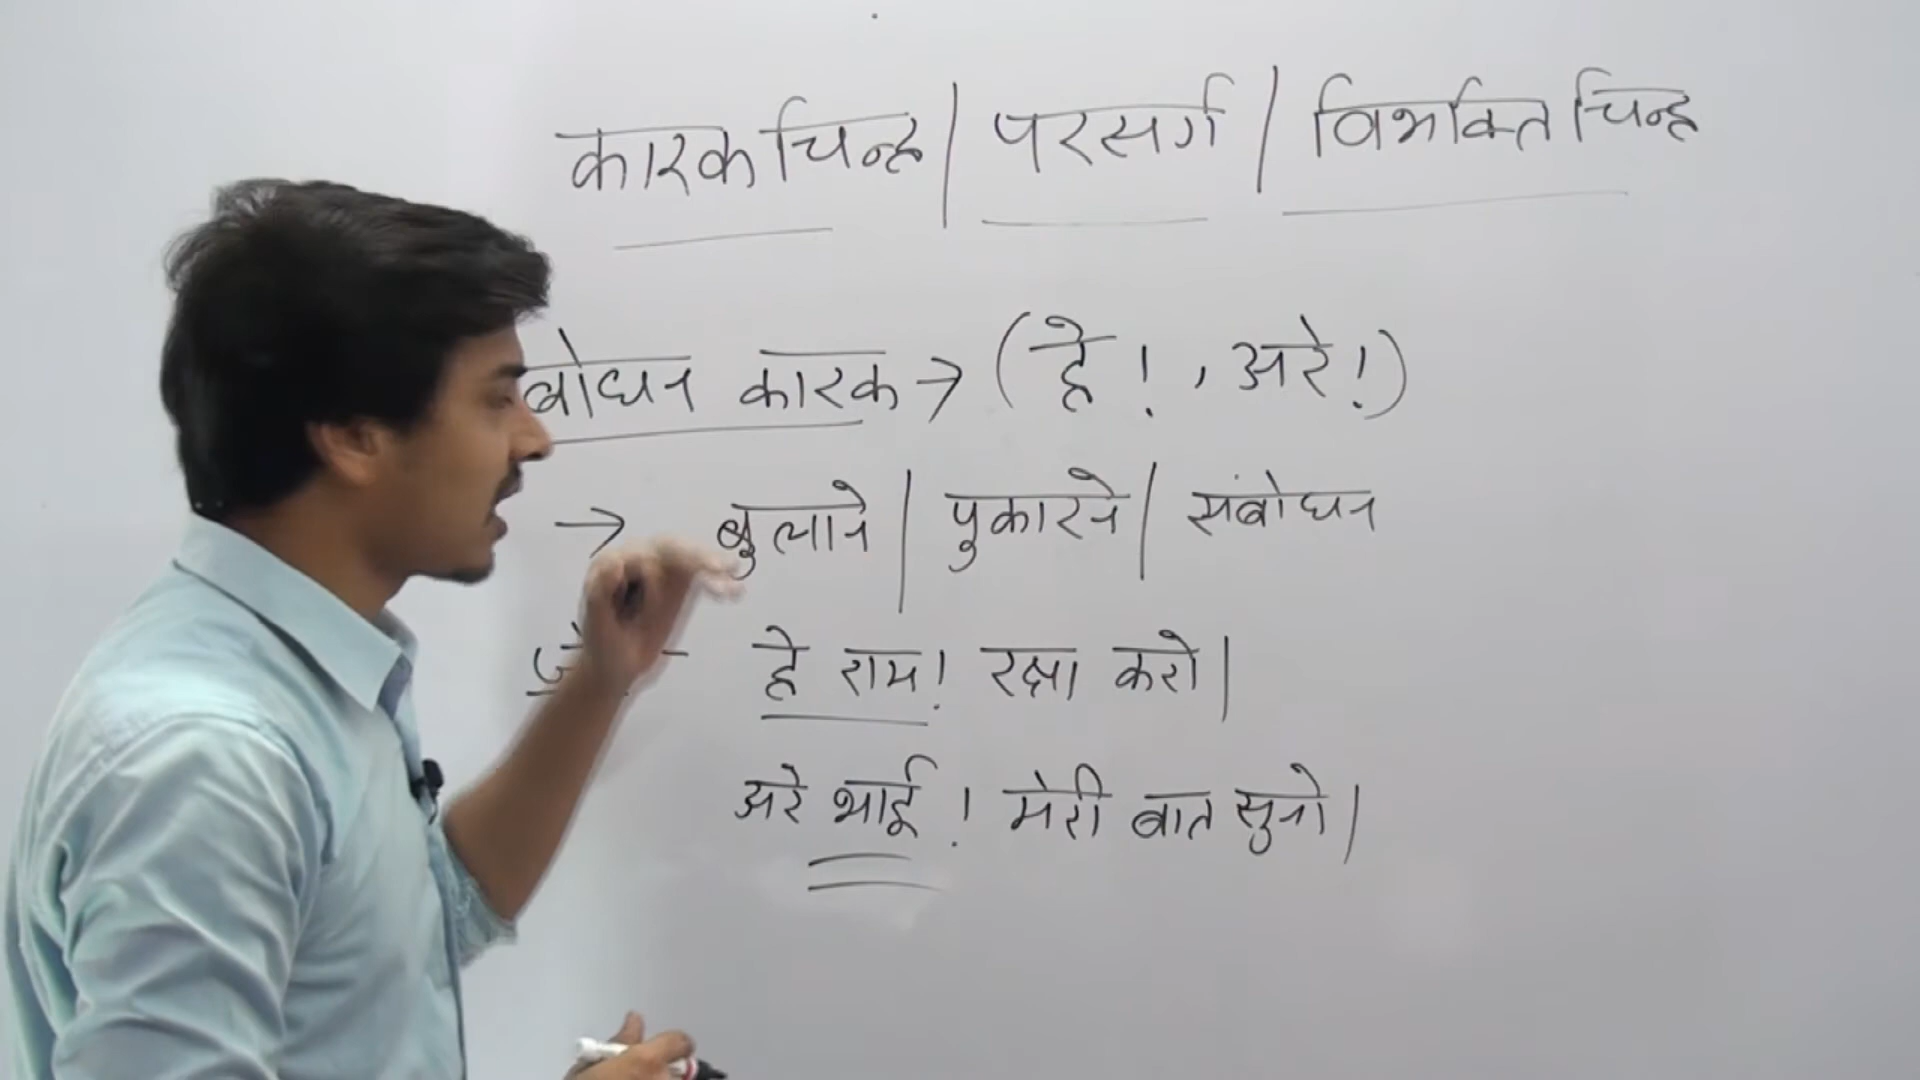 कारक चिन्ह | परसर्ग | विभक्ति चिन्ह
बोधन कारक → (हे!, अरे!)
→ बुलाने | पुकारने | संबोधन
हे राम! रक्षा करो।
अरे भाई! मेरी बात सुनो।